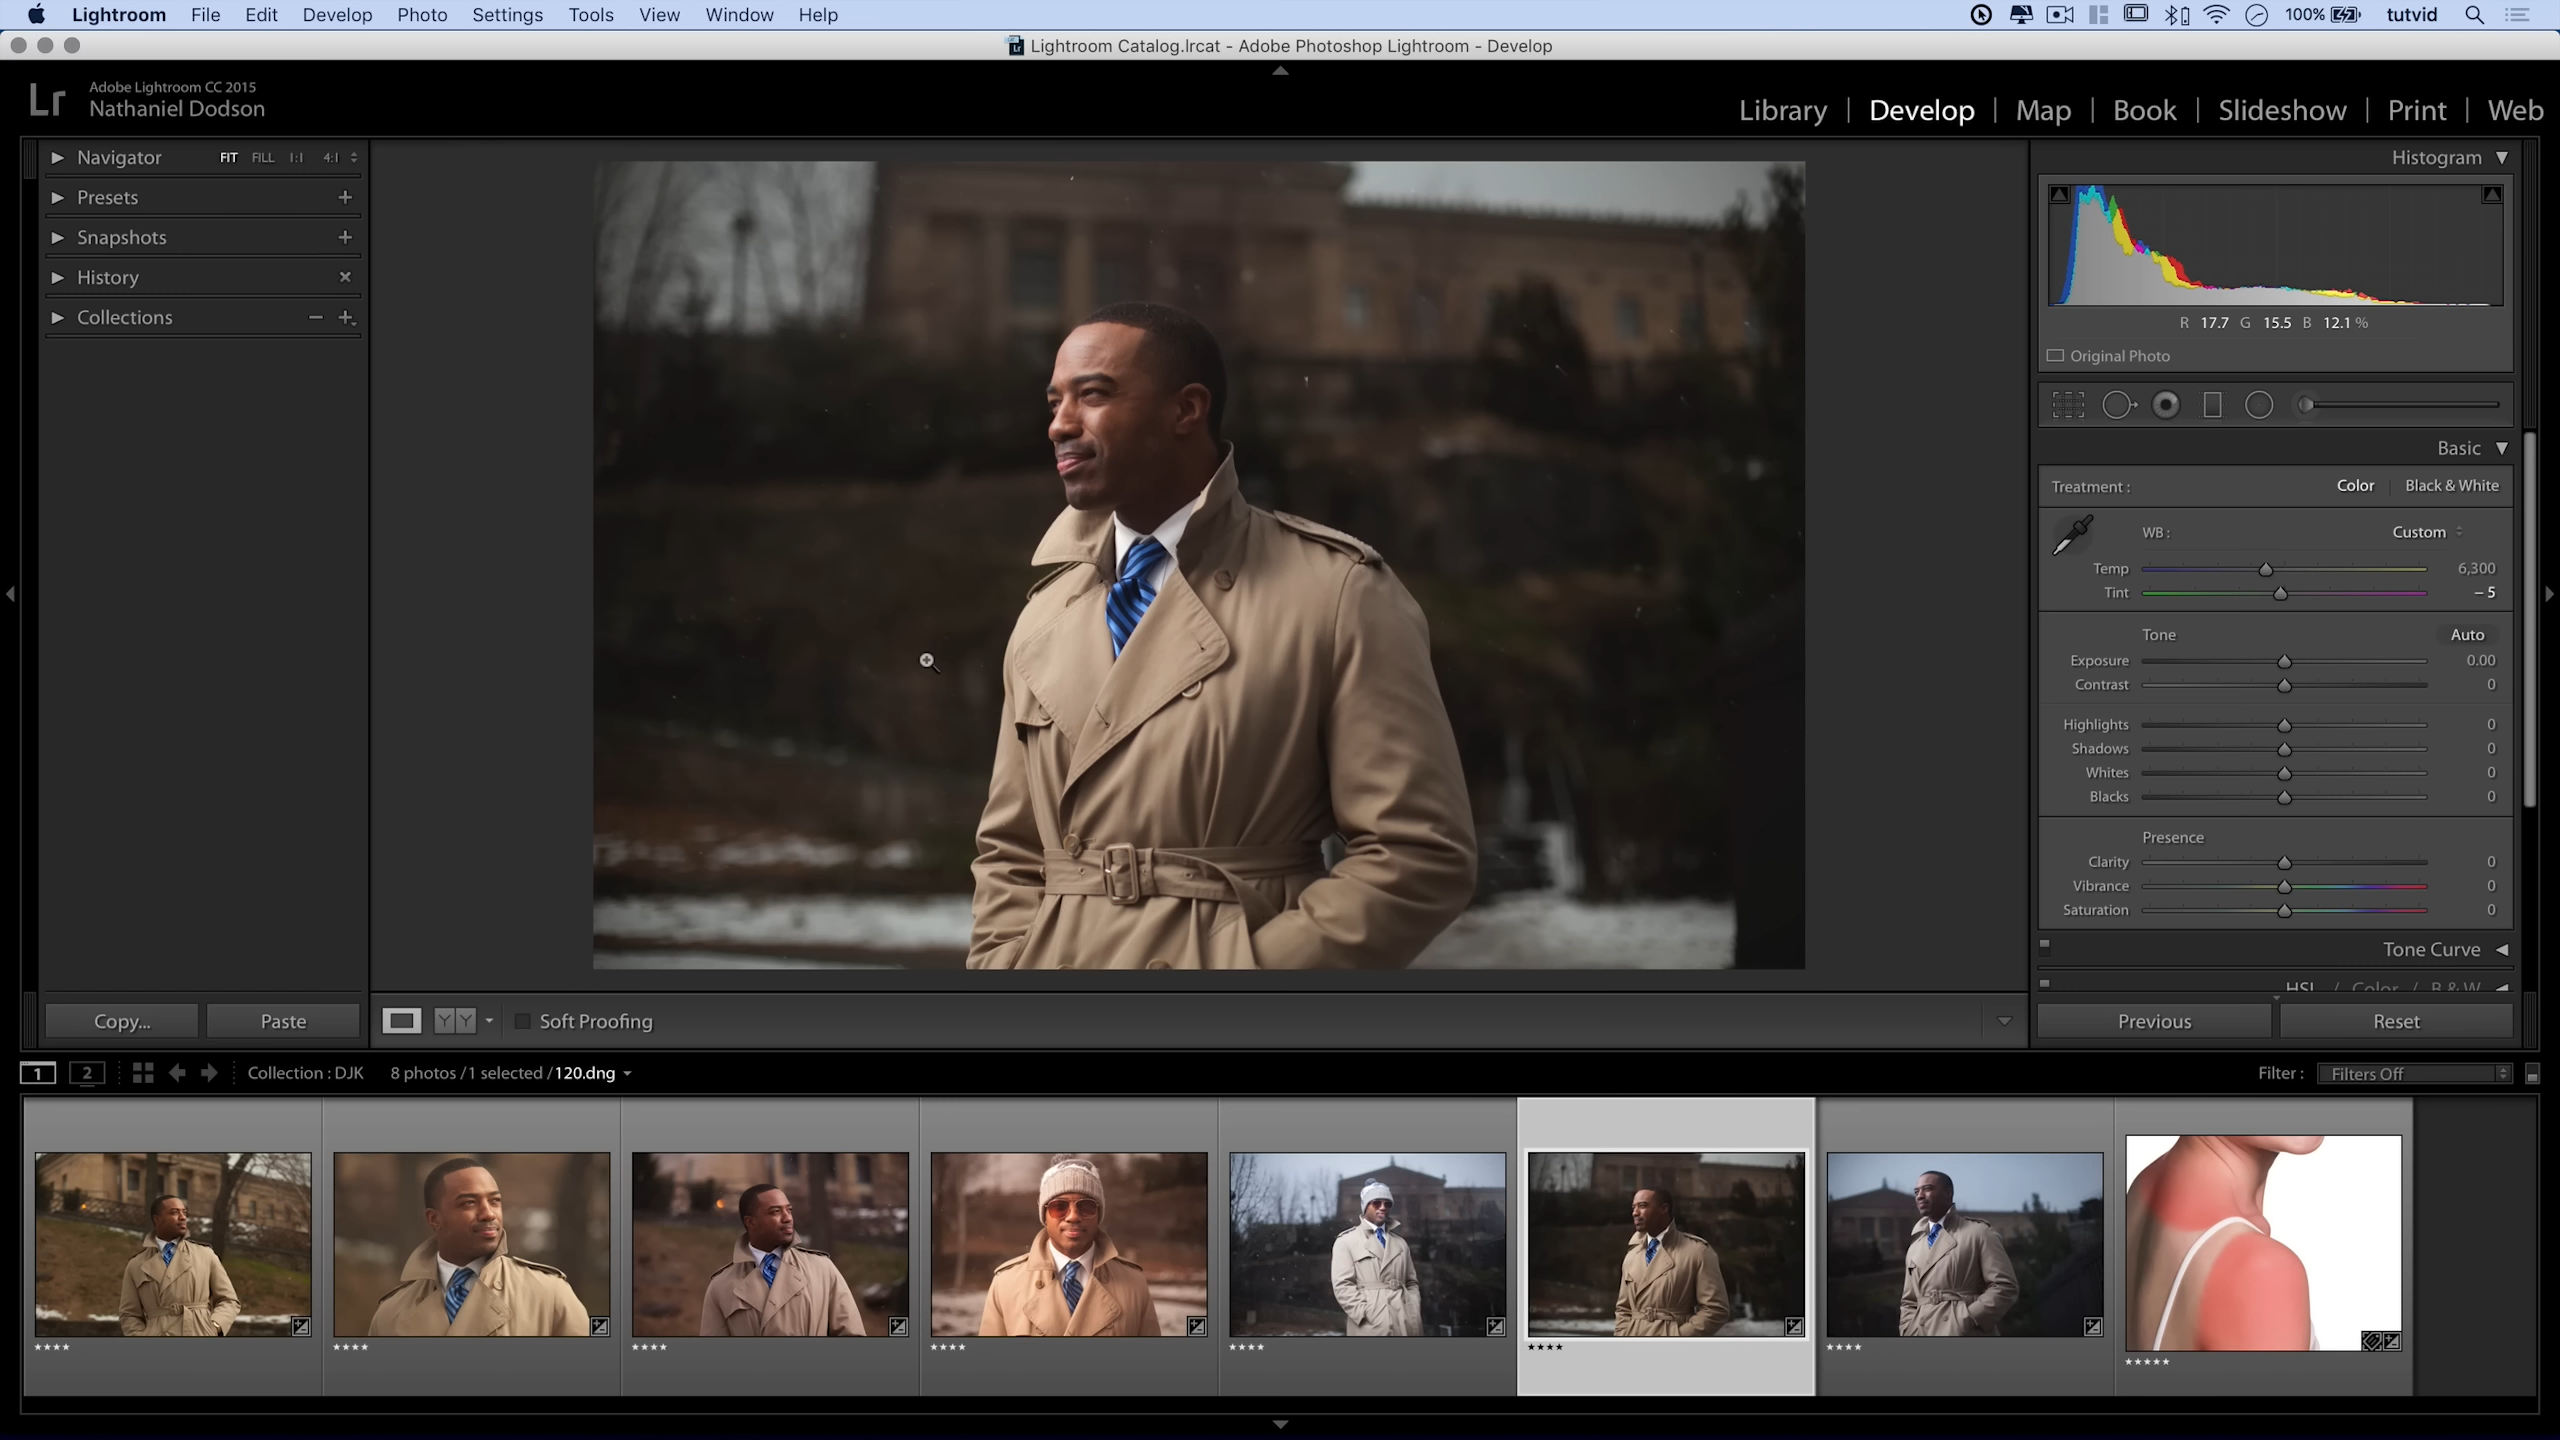 Lightroom File Edit Develop Photo Settings Tools View Window Help 100% tutvid
Lightroom Catalog.lrcat - Adobe Photoshop Lightroom - Develop
Lr Adobe Lightroom CC 2015
Nathaniel Dodson
Library | Develop | Map | Book | Slideshow | Print | Web
Navigator FIT FILL 1:1 4:1
Presets
Snapshots
History
Collections
Histogram
R 17.7 G 15.5 B 12.1 %
Original Photo
Basic
Treatment : Color Black & White
WB : Custom
Temp 6,300
Tint – 5
Tone Auto
Exposure 0.00
Contrast 0
Highlights 0
Shadows 0
Whites 0
Blacks 0
Presence
Clarity 0
Vibrance 0
Saturation 0
Tone Curve
HSL / Color / B & W
Copy... Paste Y Y Soft Proofing Previous Reset
1 2 Collection : DJK 8 photos / 1 selected / 120.dng Filter : Filters Off